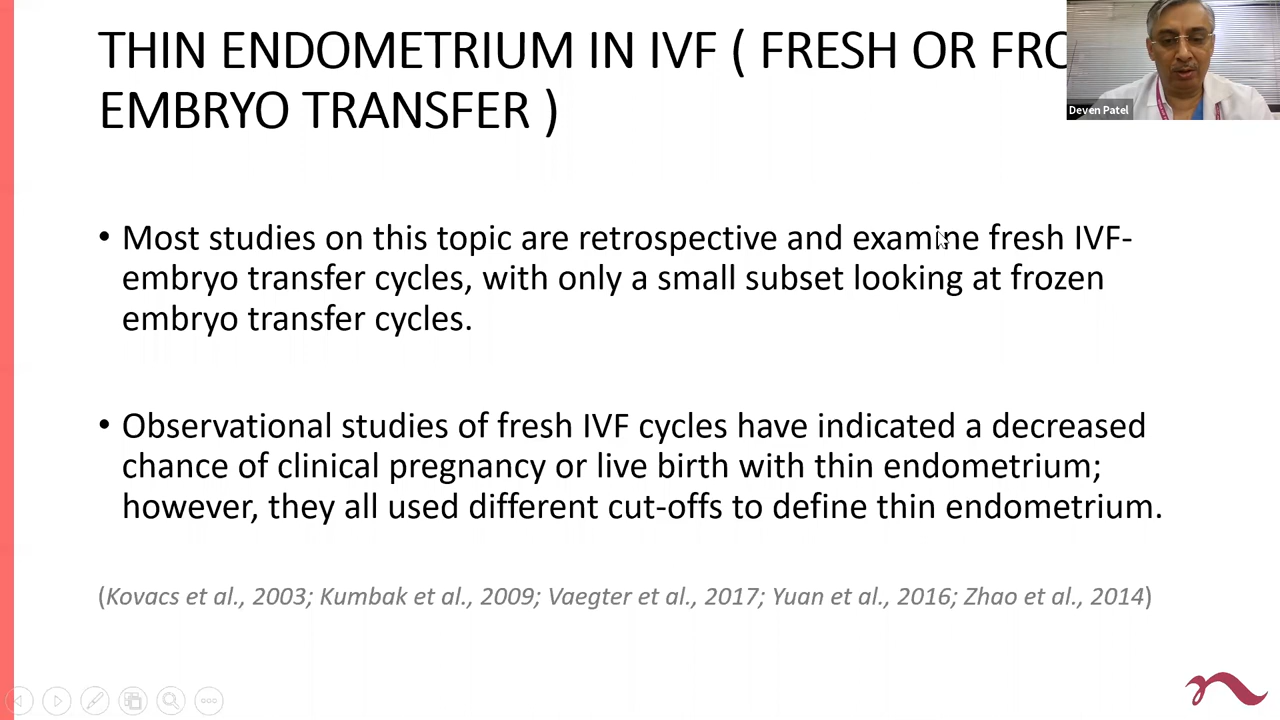 THIN ENDOMETRIUM IN IVF ( FRESH OR FRO
EMBRYO TRANSFER )
Deven Patel
• Most studies on this topic are retrospective and examine fresh IVF-
embryo transfer cycles, with only a small subset looking at frozen
embryo transfer cycles.
• Observational studies of fresh IVF cycles have indicated a decreased
chance of clinical pregnancy or live birth with thin endometrium;
however, they all used different cut-offs to define thin endometrium.
(Kovacs et al., 2003; Kumbak et al., 2009; Vaegter et al., 2017; Yuan et al., 2016; Zhao et al., 2014)